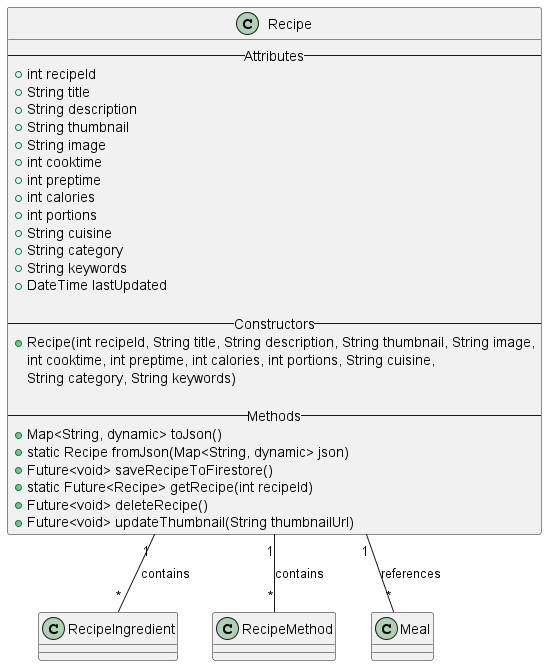 C Recipe
Attributes
int recipeId
String title
String description
String thumbnail
String image
int cooktime
int preptime
int calories
int portions
String cuisine
String category
String keywords
DateTime lastUpdated
Constructors
Recipe(int recipeId, String title, String description, String thumbnail, String image,
int cooktime, int preptime, int calories, int portions, String cuisine,
String category, String keywords)
Methods
Map<String, dynamic> toJson()
static Recipe fromJson(Map<String, dynamic> json)
Future<void> saveRecipeToFirestore()
static Future<Recipe> getRecipe(int recipeId)
Future<void> deleteRecipe()
Future<void> updateThumbnail(String thumbnailUrl)
1 1 1
contains contains references
* * *
C RecipeIngredient C RecipeMethod C Meal